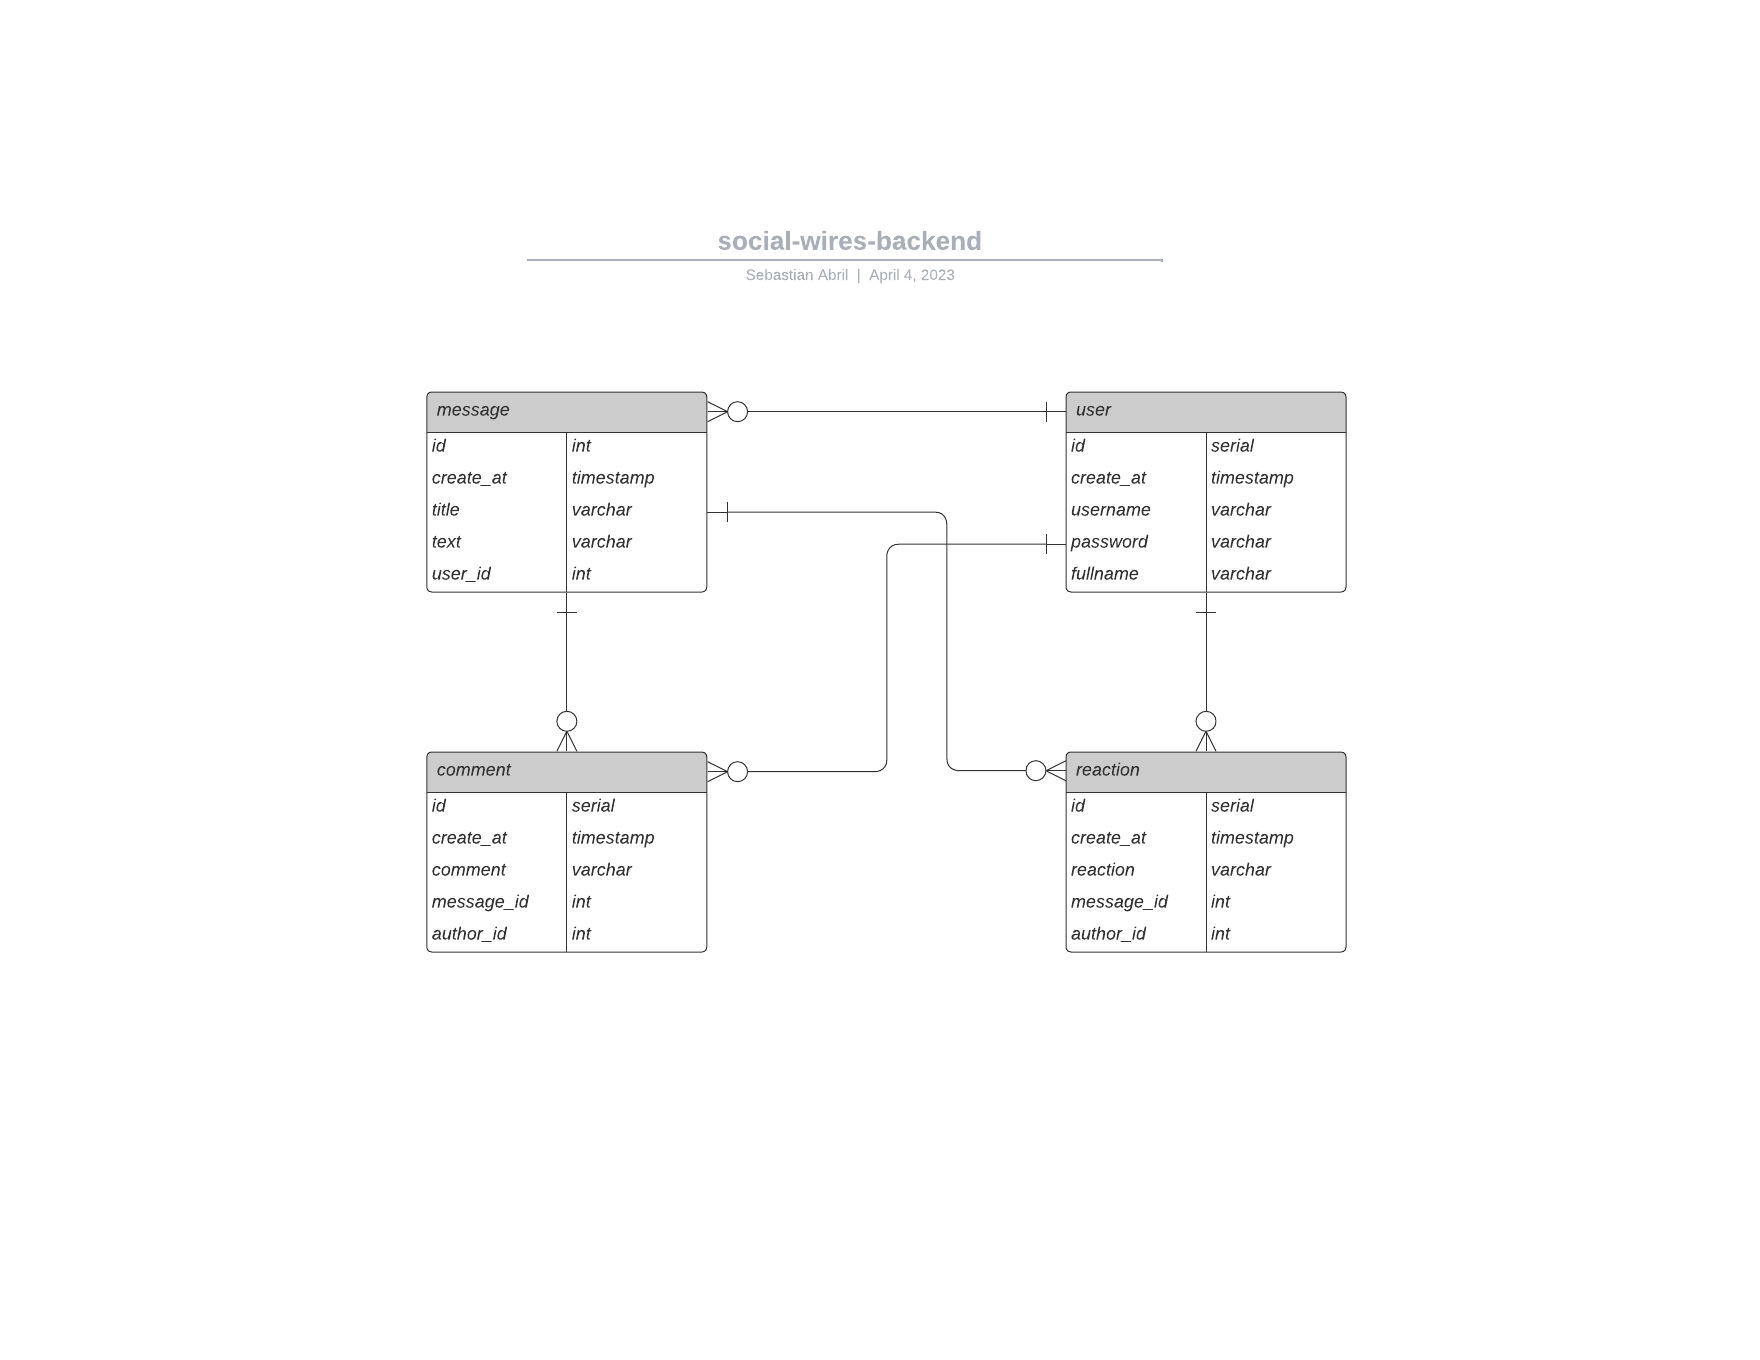 social-wires-backend
Sebastian Abril | April 4, 2023
message
id int
create_at timestamp
title varchar
text varchar
user_id int
user
id serial
create_at timestamp
username varchar
password varchar
fullname varchar
comment
id serial
create_at timestamp
comment varchar
message_id int
author_id int
reaction
id serial
create_at timestamp
reaction varchar
message_id int
author_id int